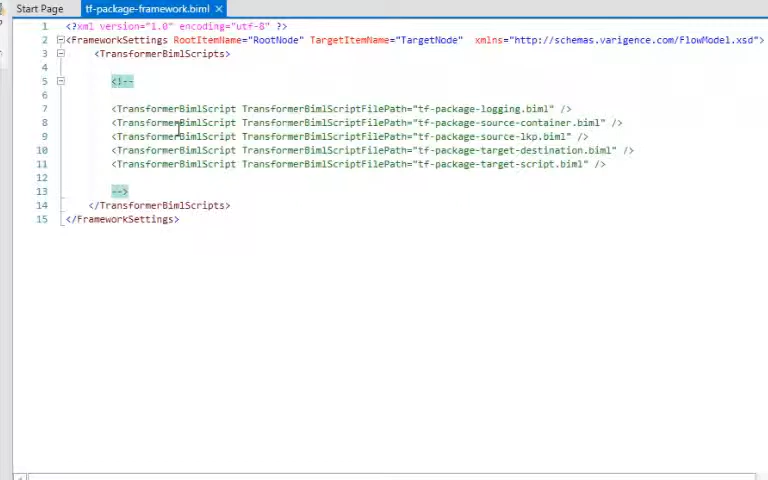 Start Page tf-package-framework.biml ×
1 <?xml version="1.0" encoding="utf-8" ?>
2 <FrameworkSettings RootItemName="RootNode" TargetItemName="TargetNode" xmlns="http://schemas.varigence.com/FlowModel.xsd">
3 <TransformerBimlScripts>
4
5 <!--
6
7 <TransformerBimlScript TransformerBimlScriptFilePath="tf-package-logging.biml" />
8 <TransformerBimlScript TransformerBimlScriptFilePath="tf-package-source-container.biml" />
9 <TransformerBimlScript TransformerBimlScriptFilePath="tf-package-source-lkp.biml" />
10 <TransformerBimlScript TransformerBimlScriptFilePath="tf-package-target-destination.biml" />
11 <TransformerBimlScript TransformerBimlScriptFilePath="tf-package-target-script.biml" />
12
13 -->
14 </TransformerBimlScripts>
15 </FrameworkSettings>